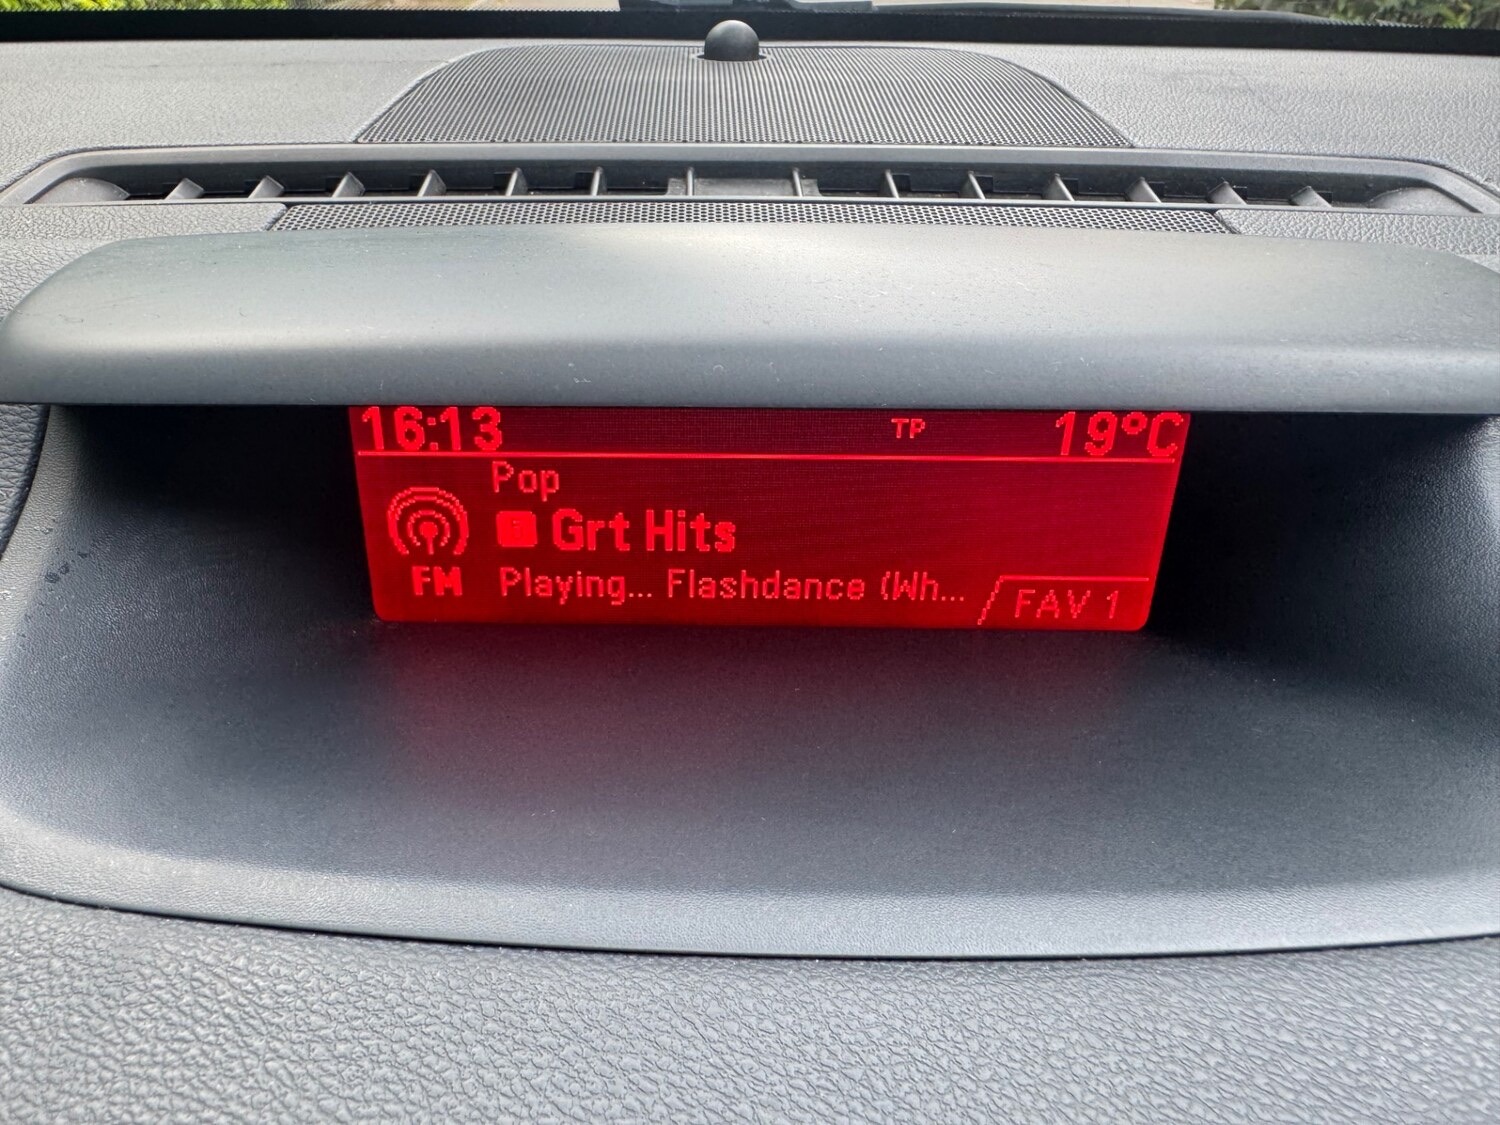 16:13 TP 19°C
Pop
Grt Hits
FM Playing... Flashdance (Wh...
FAV 1